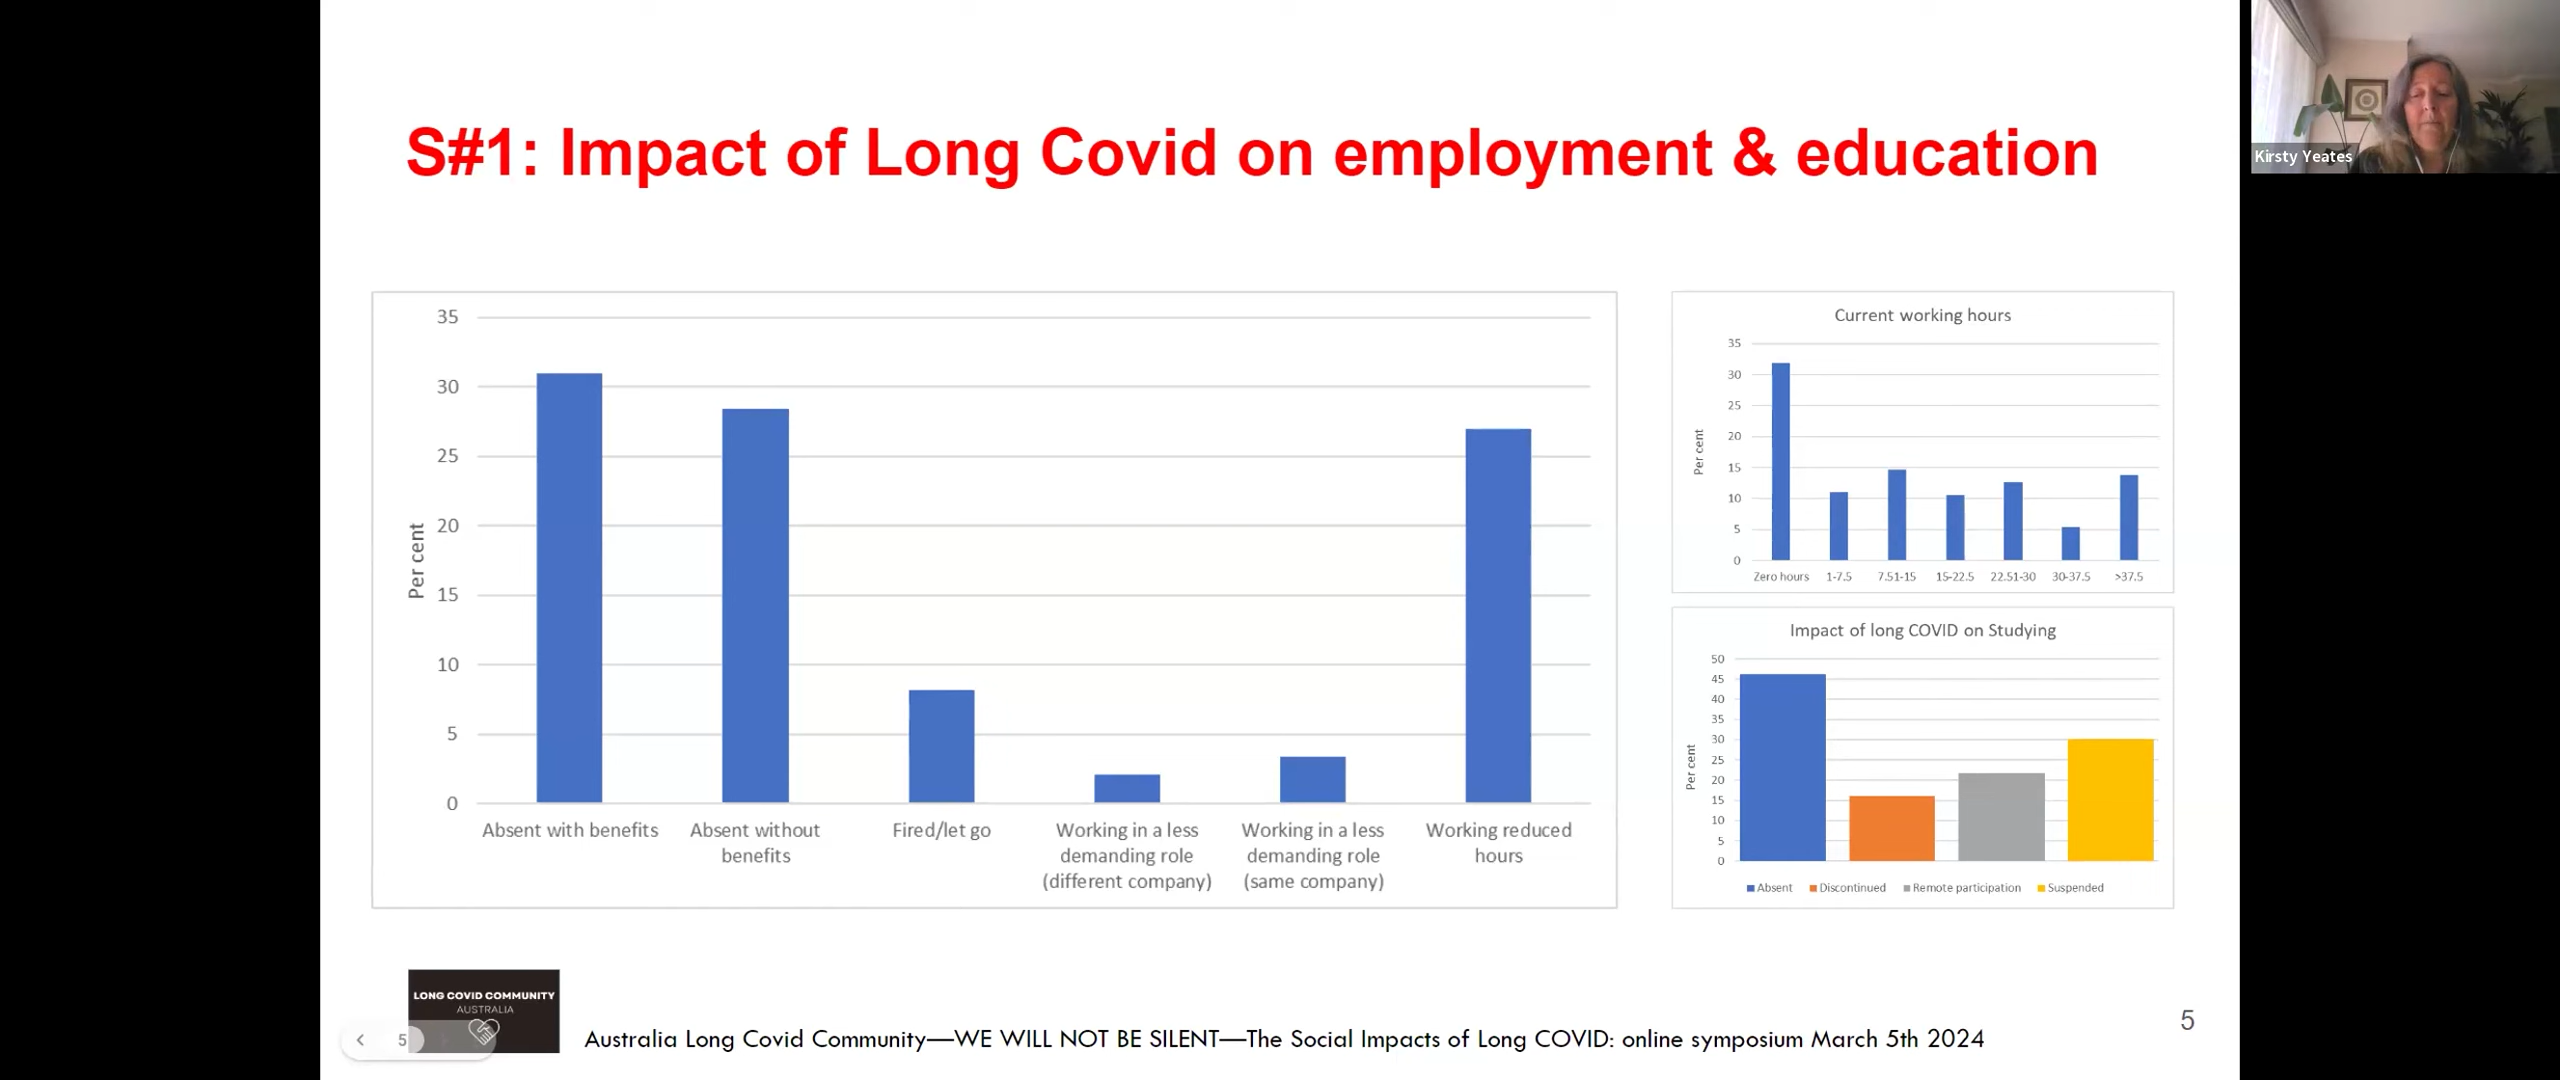 S#1: Impact of Long Covid on employment & education
Kirsty Yeates
35
30
25
20
15
10
5
0
Per cent
Absent with benefits
Absent without
benefits
Fired/let go
Working in a less
demanding role
(different company)
Working in a less
demanding role
(same company)
Working reduced
hours
Current working hours
35
30
25
20
15
10
5
0
Per cent
Zero hours 1-7.5 7.51-15 15-22.5 22.51-30 30-37.5 >37.5
Impact of long COVID on Studying
50
45
40
35
30
25
20
15
10
5
0
Per cent
Absent Discontinued Remote participation Suspended
LONG COVID COMMUNITY
AUSTRALIA
5
Australia Long Covid Community—WE WILL NOT BE SILENT—The Social Impacts of Long COVID: online symposium March 5th 2024
5